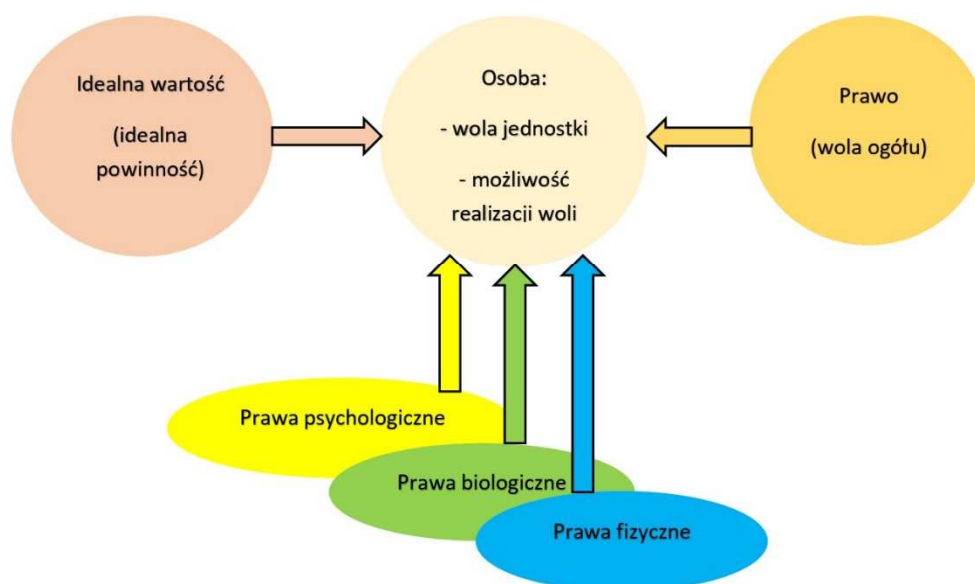 Idealna wartość
(idealna
powinność)
Osoba:
- wola jednostki
- możliwość
realizacji woli
Prawo
(wola ogółu)
Prawa psychologiczne
Prawa biologiczne
Prawa fizyczne